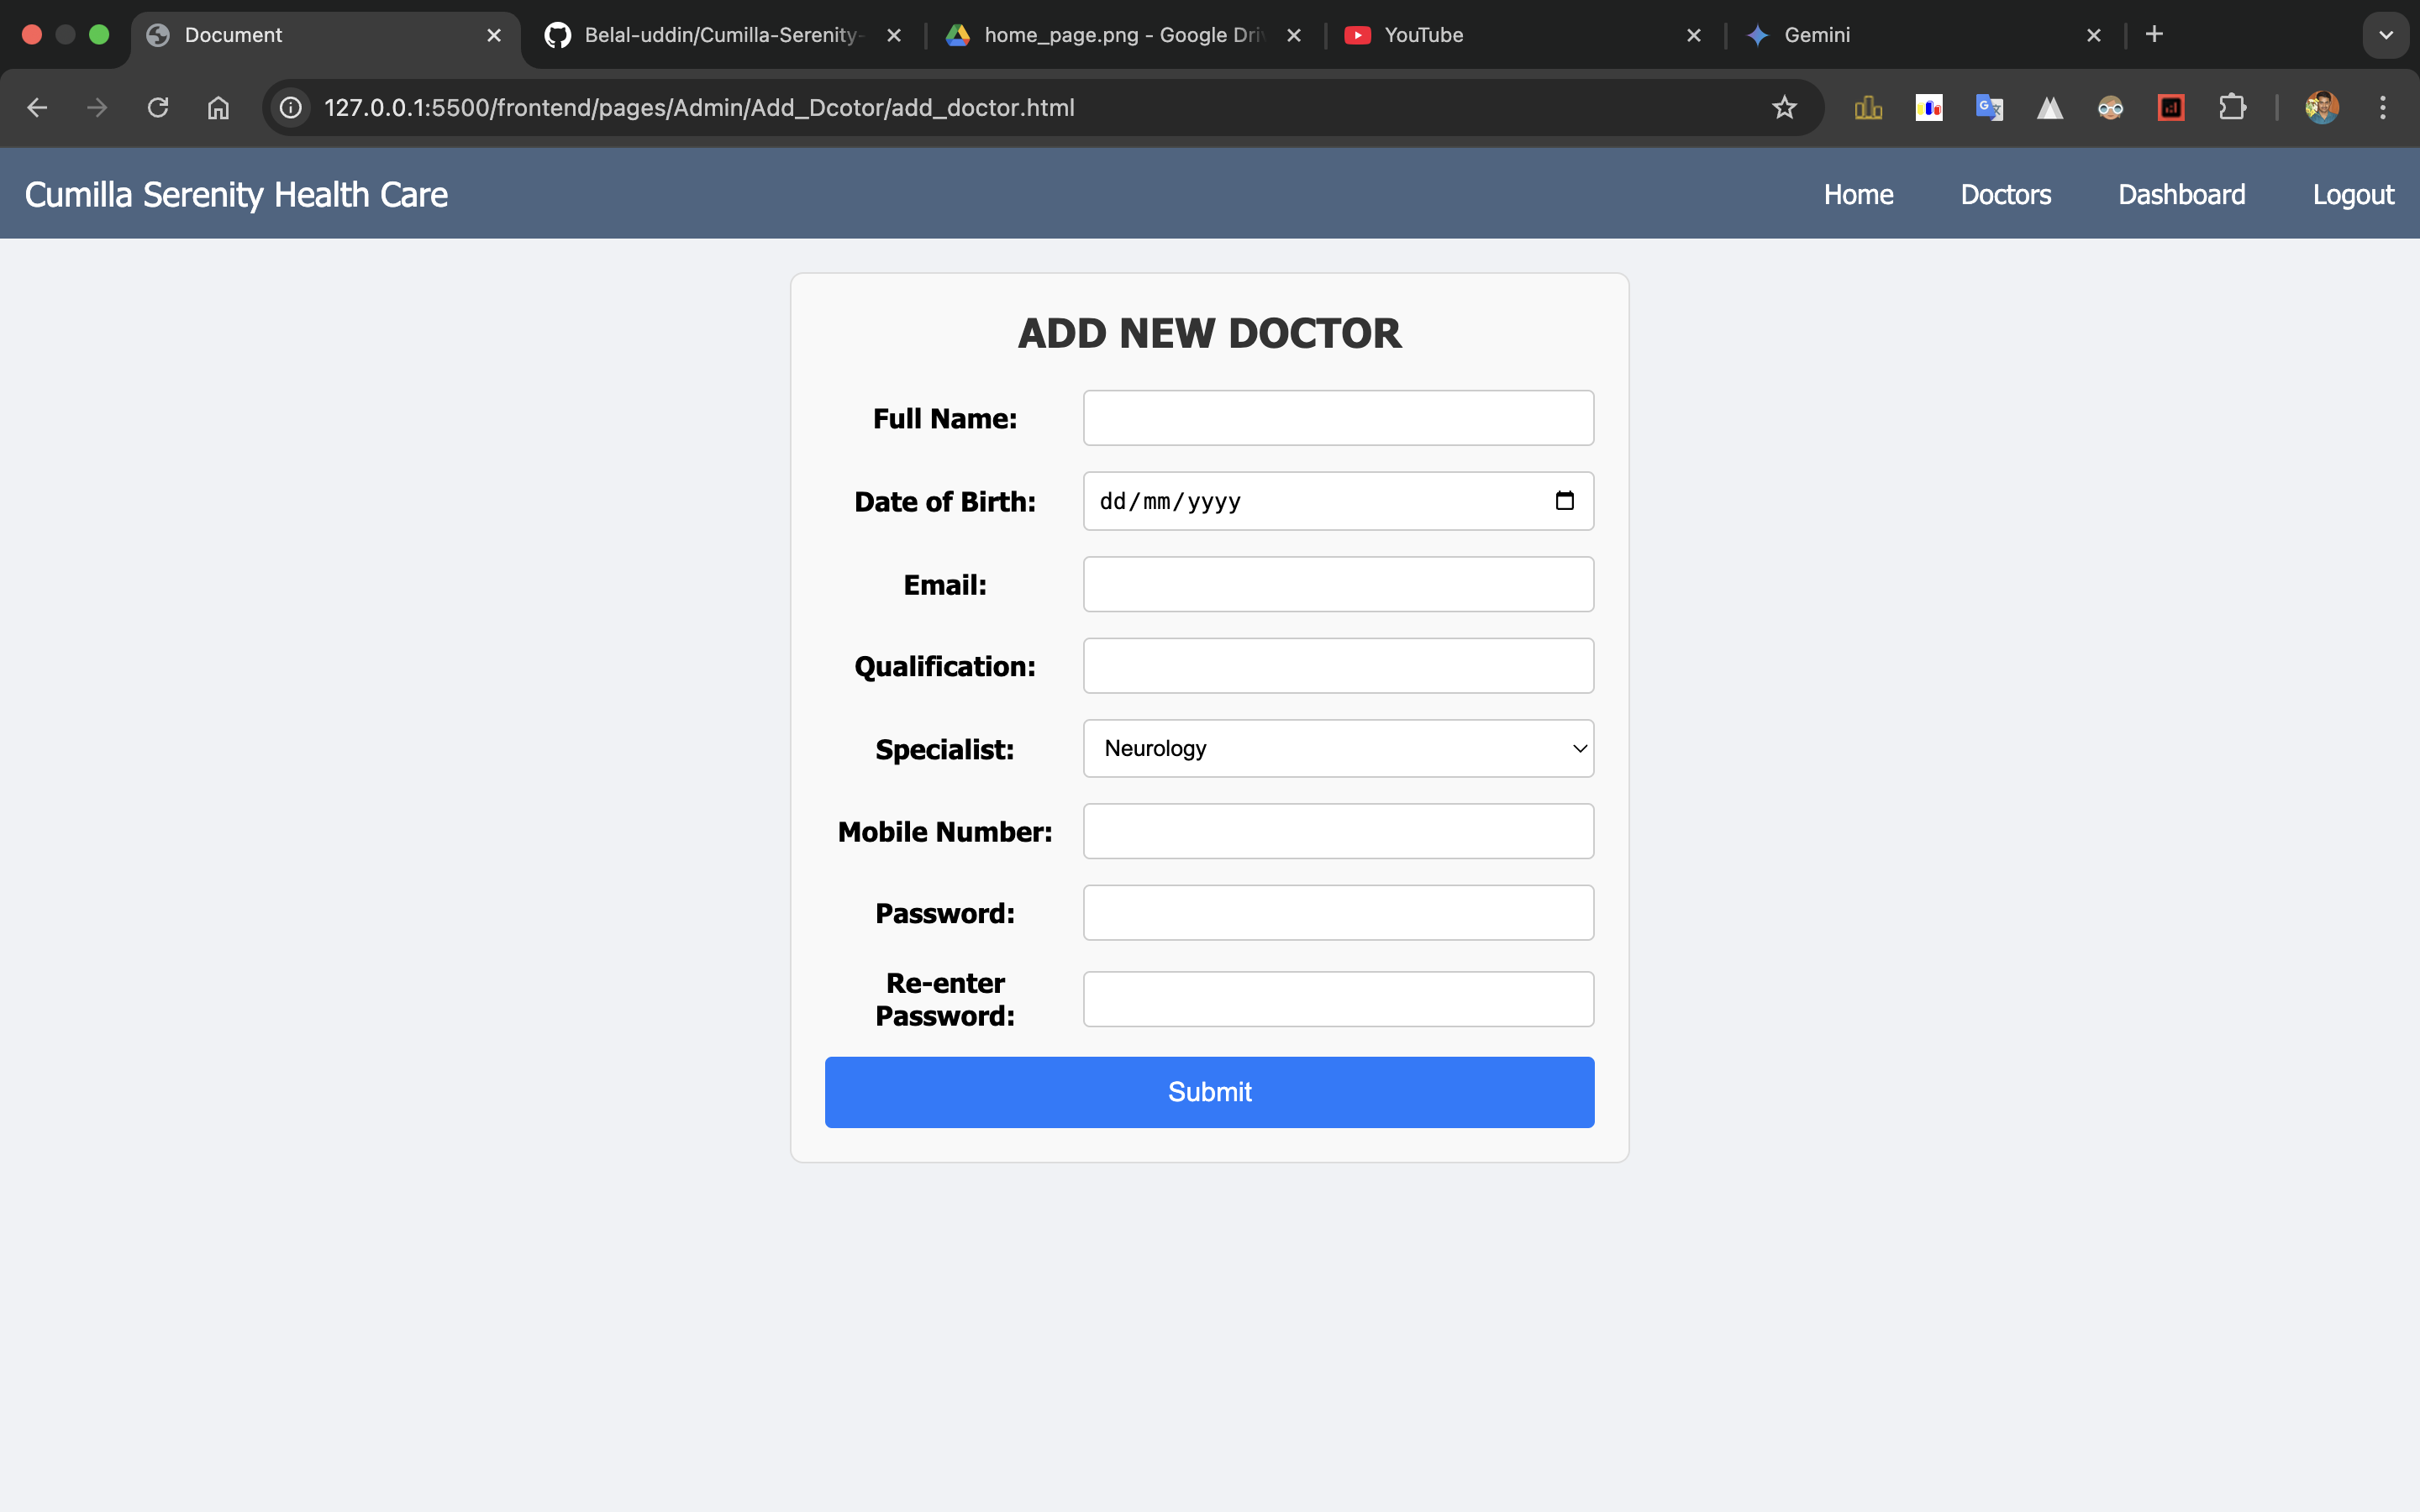 Document
Belal-uddin/Cumilla-Serenity-
home_page.png - Google Driv
YouTube
Gemini
127.0.0.1:5500/frontend/pages/Admin/Add_Dcotor/add_doctor.html
Cumilla Serenity Health Care
Home Doctors Dashboard Logout
ADD NEW DOCTOR
Full Name:
Date of Birth: dd/mm/yyyy
Email:
Qualification:
Specialist: Neurology
Mobile Number:
Password:
Re-enter
Password:
Submit